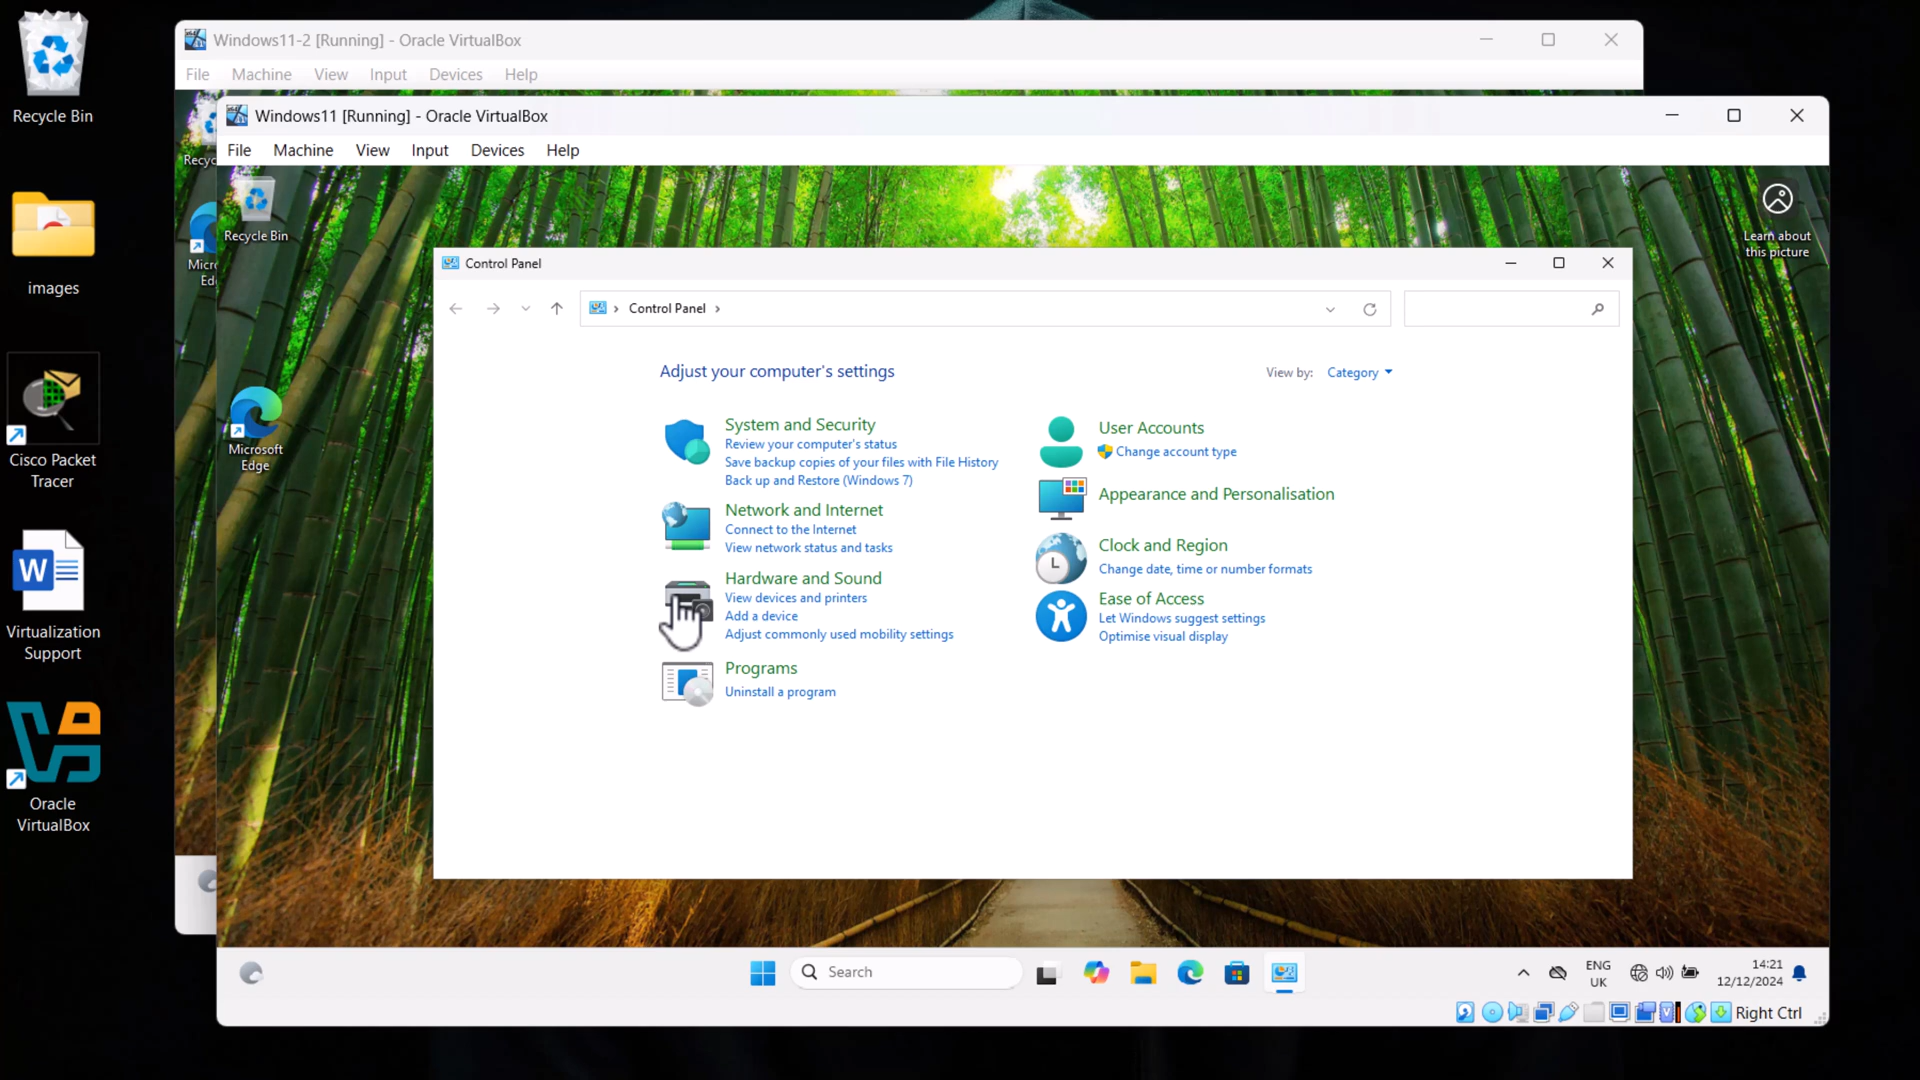 Recycle Bin
images
Cisco Packet
Tracer
Virtualization
Support
Oracle
VirtualBox
Windows11-2 [Running] - Oracle VirtualBox
File Machine View Input Devices Help
Windows11 [Running] - Oracle VirtualBox
File Machine View Input Devices Help
Recycle Bin
Microsoft
Edge
Learn about
this picture
Control Panel
Control Panel
Adjust your computer's settings
View by: Category
System and Security
Review your computer's status
Save backup copies of your files with File History
Back up and Restore (Windows 7)
Network and Internet
Connect to the Internet
View network status and tasks
Hardware and Sound
View devices and printers
Add a device
Adjust commonly used mobility settings
Programs
Uninstall a program
User Accounts
Change account type
Appearance and Personalisation
Clock and Region
Change date, time or number formats
Ease of Access
Let Windows suggest settings
Optimise visual display
Search
ENG
UK
14:21
12/12/2024
Right Ctrl